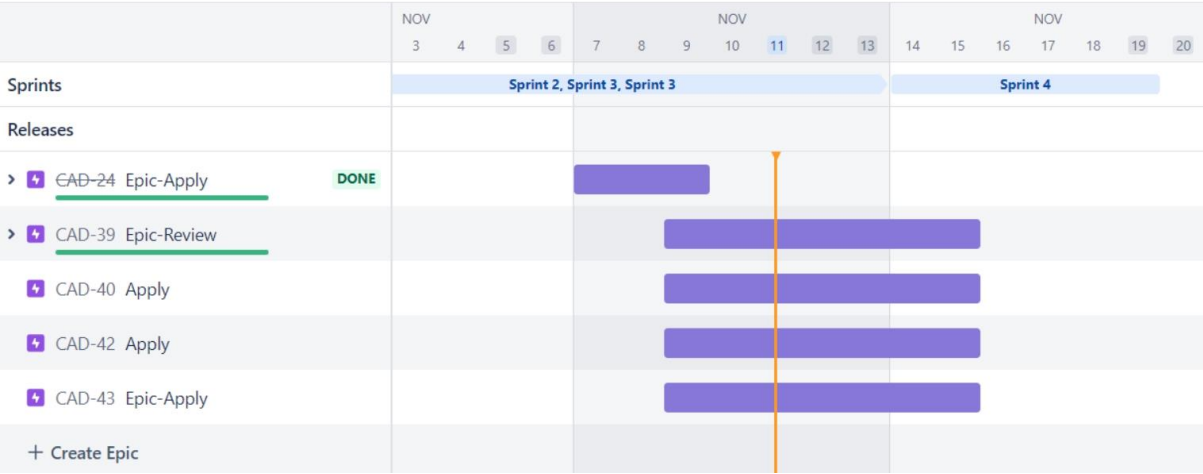 NOV NOV NOV
3 4 5 6 7 8 9 10 11 12 13 14 15 16 17 18 19 20
Sprints Sprint 2, Sprint 3, Sprint 3 Sprint 4
Releases
CAD-24 Epic-Apply DONE
CAD-39 Epic-Review
CAD-40 Apply
CAD-42 Apply
CAD-43 Epic-Apply
+ Create Epic